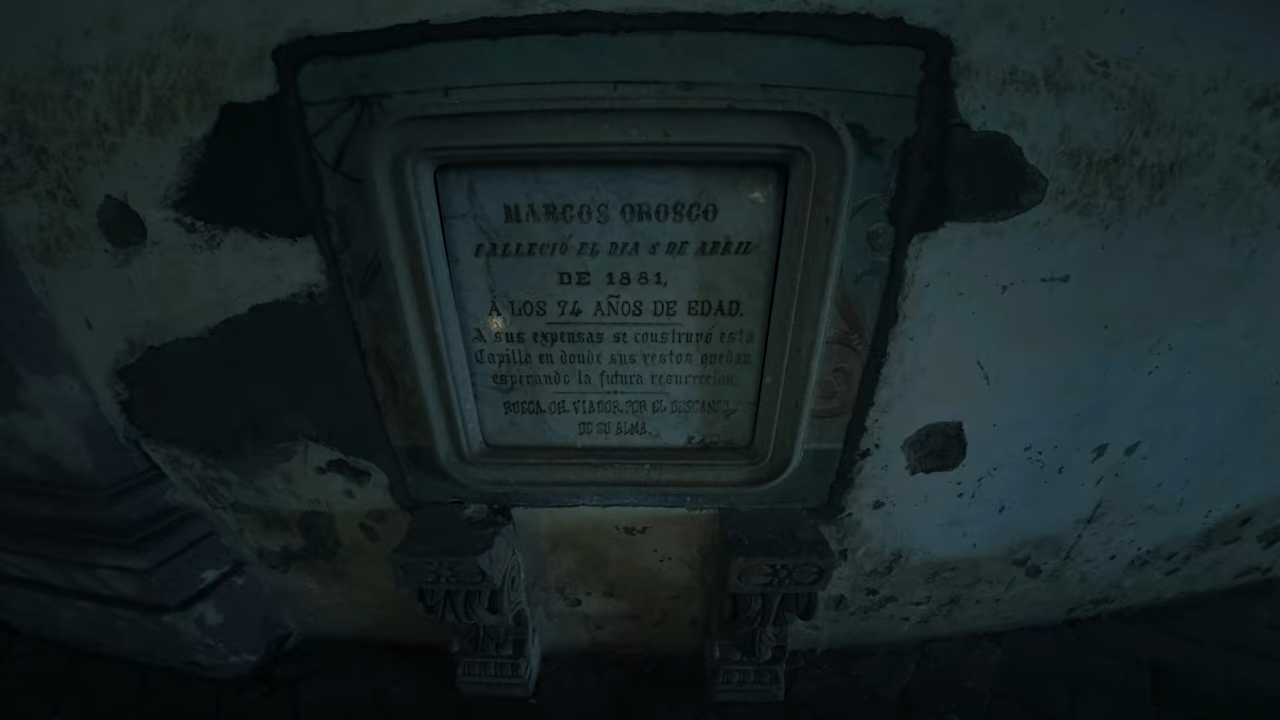 MARCOS OROSCO
FALLECIÓ EL DIA 5 DE ABRIL
DE 1881,
Á LOS 74 AÑOS DE EDAD.
A sus expensas se construyó esta
Capilla en donde sus restos quedan
esperando la futura resurreccion.
RUEGA, OH, VIADOR, POR EL DESCANSO
DE SU ALMA.